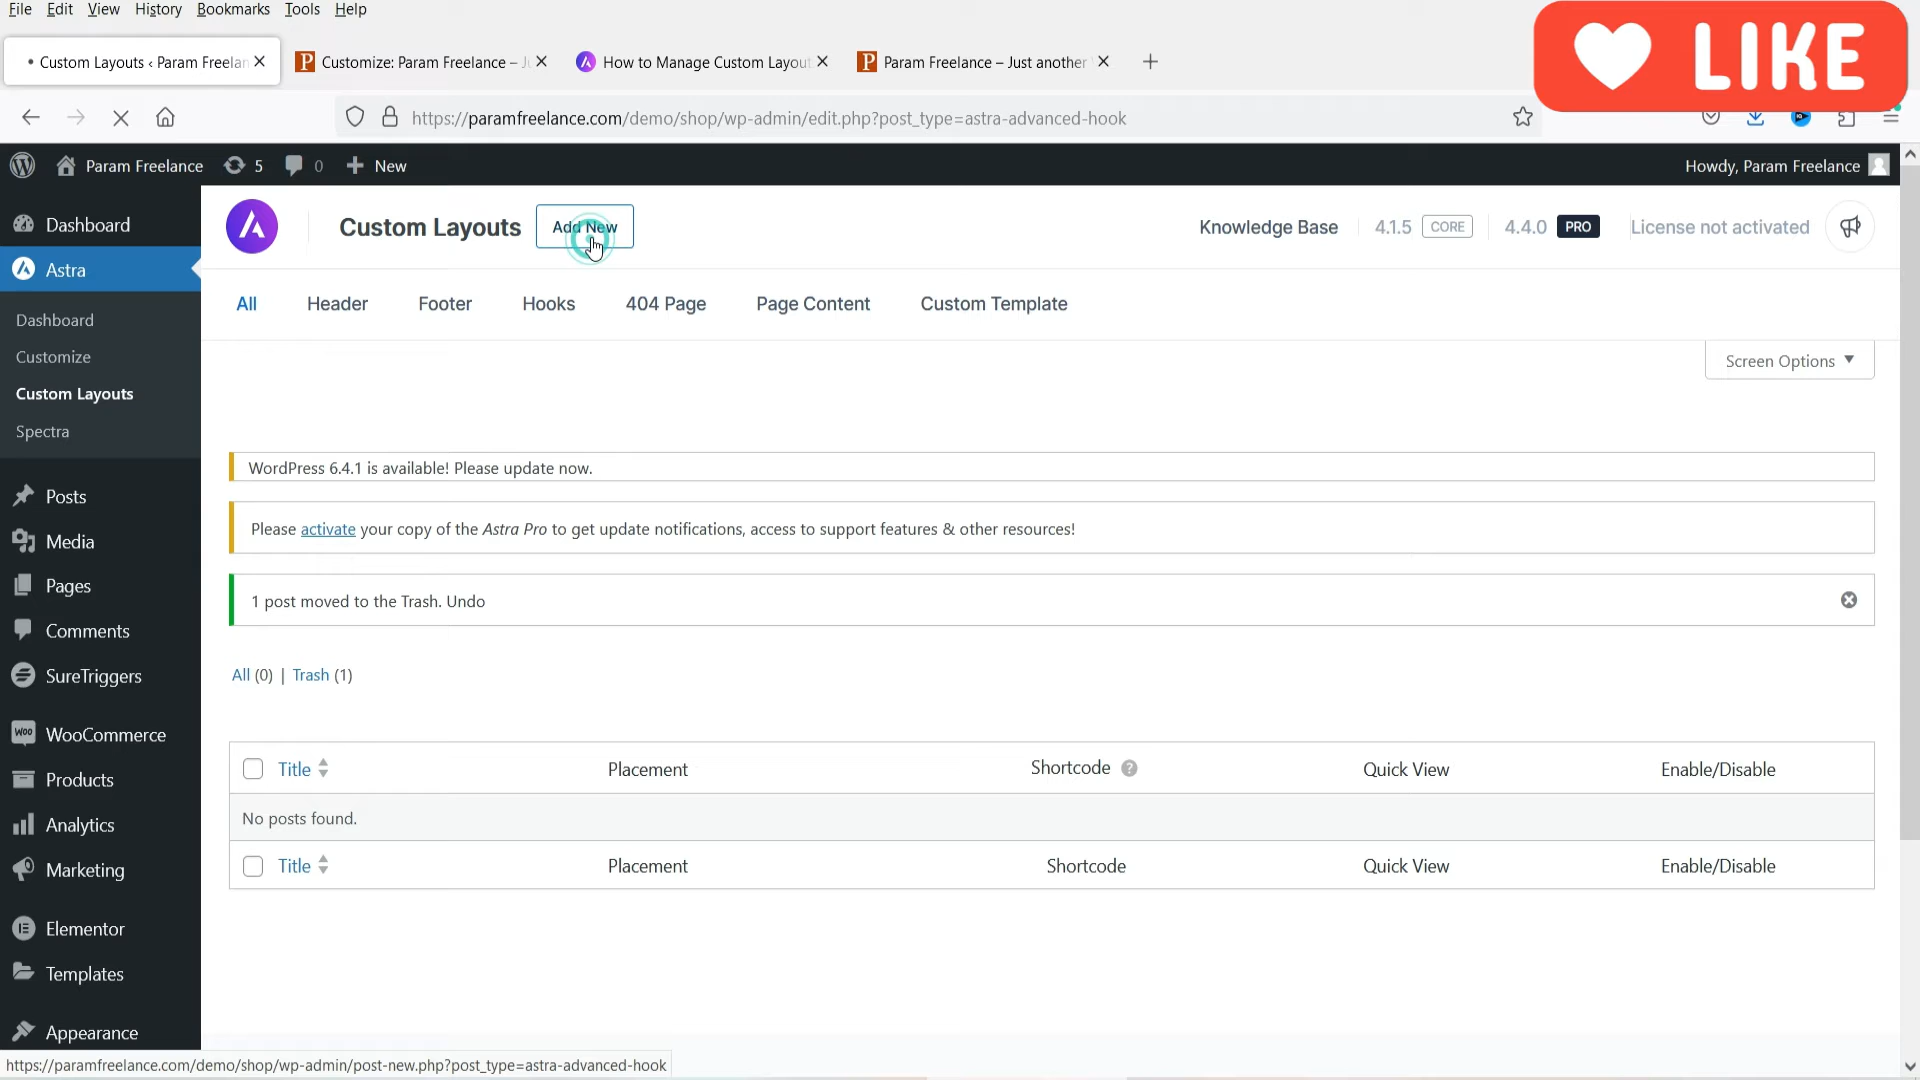 File Edit View History Bookmarks Tools Help
LIKE
Custom Layouts ‹ Param Freelan
Customize: Param Freelance – J
How to Manage Custom Layou
Param Freelance – Just another
https://paramfreelance.com/demo/shop/wp-admin/edit.php?post_type=astra-advanced-hook
Param Freelance 5 0 New
Howdy, Param Freelance
Dashboard
Astra
Dashboard
Customize
Custom Layouts
Spectra
Posts
Media
Pages
Comments
SureTriggers
WooCommerce
Products
Analytics
Marketing
Elementor
Templates
Appearance
Custom Layouts Add New
Knowledge Base 4.1.5 CORE 4.4.0 PRO License not activated
All Header Footer Hooks 404 Page Page Content Custom Template
Screen Options
WordPress 6.4.1 is available! Please update now.
Please activate your copy of the Astra Pro to get update notifications, access to support features & other resources!
1 post moved to the Trash. Undo
All (0) | Trash (1)
Title Placement Shortcode Quick View Enable/Disable
No posts found.
Title Placement Shortcode Quick View Enable/Disable
https://paramfreelance.com/demo/shop/wp-admin/post-new.php?post_type=astra-advanced-hook